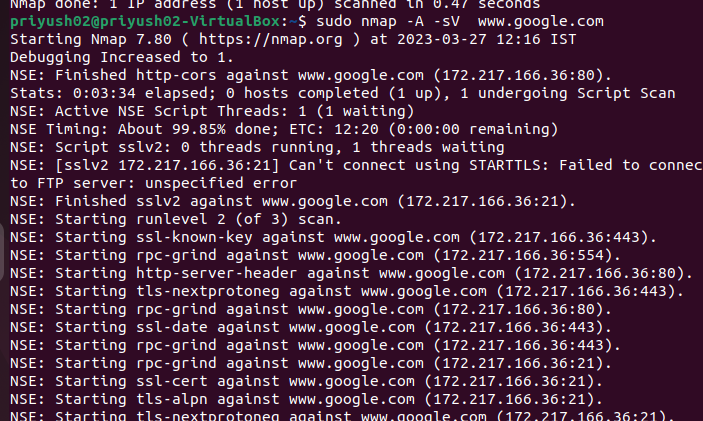 Nmap done: 1 IP address (1 host up) scanned in 0.47 seconds
priyush02@priyush02-VirtualBox:~$ sudo nmap -A -sV  www.google.com
Starting Nmap 7.80 ( https://nmap.org ) at 2023-03-27 12:16 IST
Debugging Increased to 1.
NSE: Finished http-cors against www.google.com (172.217.166.36:80).
Stats: 0:03:34 elapsed; 0 hosts completed (1 up), 1 undergoing Script Scan
NSE: Active NSE Script Threads: 1 (1 waiting)
NSE Timing: About 99.85% done; ETC: 12:20 (0:00:00 remaining)
NSE: Script sslv2: 0 threads running, 1 threads waiting
NSE: [sslv2 172.217.166.36:21] Can't connect using STARTTLS: Failed to connec
to FTP server: unspecified error
NSE: Finished sslv2 against www.google.com (172.217.166.36:21).
NSE: Starting runlevel 2 (of 3) scan.
NSE: Starting ssl-known-key against www.google.com (172.217.166.36:443).
NSE: Starting rpc-grind against www.google.com (172.217.166.36:554).
NSE: Starting http-server-header against www.google.com (172.217.166.36:80).
NSE: Starting tls-nextprotoneg against www.google.com (172.217.166.36:443).
NSE: Starting rpc-grind against www.google.com (172.217.166.36:80).
NSE: Starting ssl-date against www.google.com (172.217.166.36:443).
NSE: Starting rpc-grind against www.google.com (172.217.166.36:443).
NSE: Starting rpc-grind against www.google.com (172.217.166.36:21).
NSE: Starting ssl-cert against www.google.com (172.217.166.36:21).
NSE: Starting tls-alpn against www.google.com (172.217.166.36:21).
NSE: Starting tls-nextprotoneg against www.google.com (172.217.166.36:21).